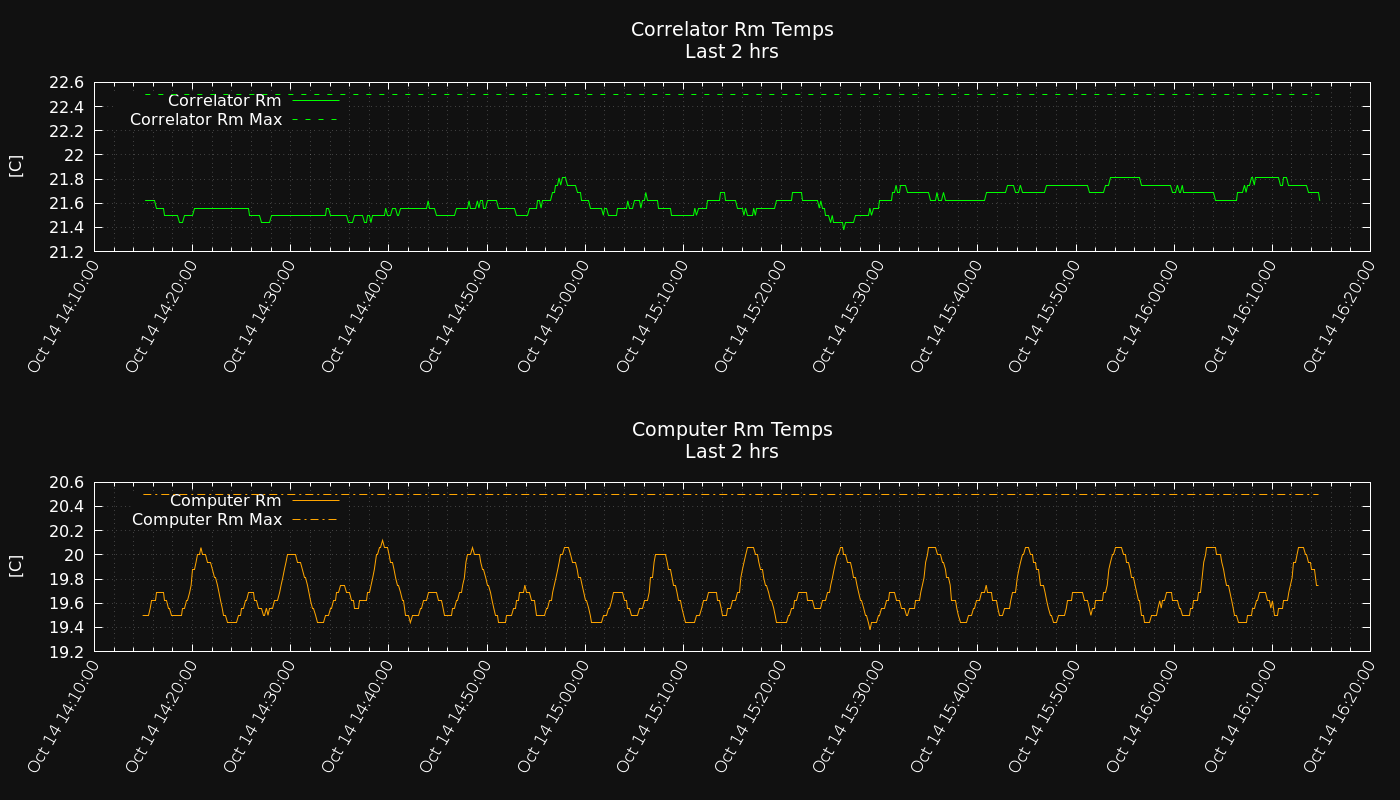 Correlator Rm Temps
Last 2 hrs
[C]
22.6
22.4
22.2
22
21.8
21.6
21.4
21.2
Correlator Rm
Correlator Rm Max
Oct 14 14:10:00
Oct 14 14:20:00
Oct 14 14:30:00
Oct 14 14:40:00
Oct 14 14:50:00
Oct 14 15:00:00
Oct 14 15:10:00
Oct 14 15:20:00
Oct 14 15:30:00
Oct 14 15:40:00
Oct 14 15:50:00
Oct 14 16:00:00
Oct 14 16:10:00
Oct 14 16:20:00
Computer Rm Temps
Last 2 hrs
[C]
20.6
20.4
20.2
20
19.8
19.6
19.4
19.2
Computer Rm
Computer Rm Max
Oct 14 14:10:00
Oct 14 14:20:00
Oct 14 14:30:00
Oct 14 14:40:00
Oct 14 14:50:00
Oct 14 15:00:00
Oct 14 15:10:00
Oct 14 15:20:00
Oct 14 15:30:00
Oct 14 15:40:00
Oct 14 15:50:00
Oct 14 16:00:00
Oct 14 16:10:00
Oct 14 16:20:00